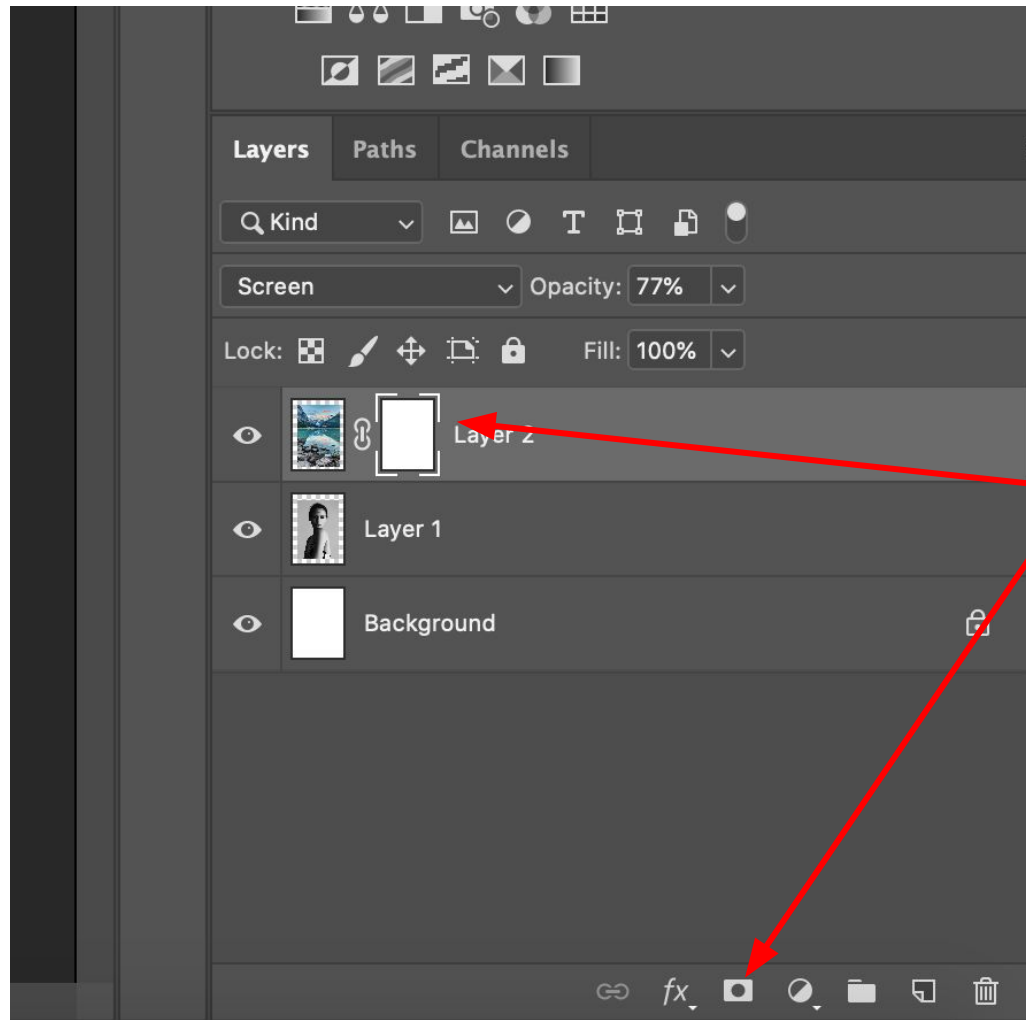 Layers Paths Channels
Kind
Screen Opacity: 77%
Lock: Fill: 100%
Layer 2
Layer 1
Background
fx